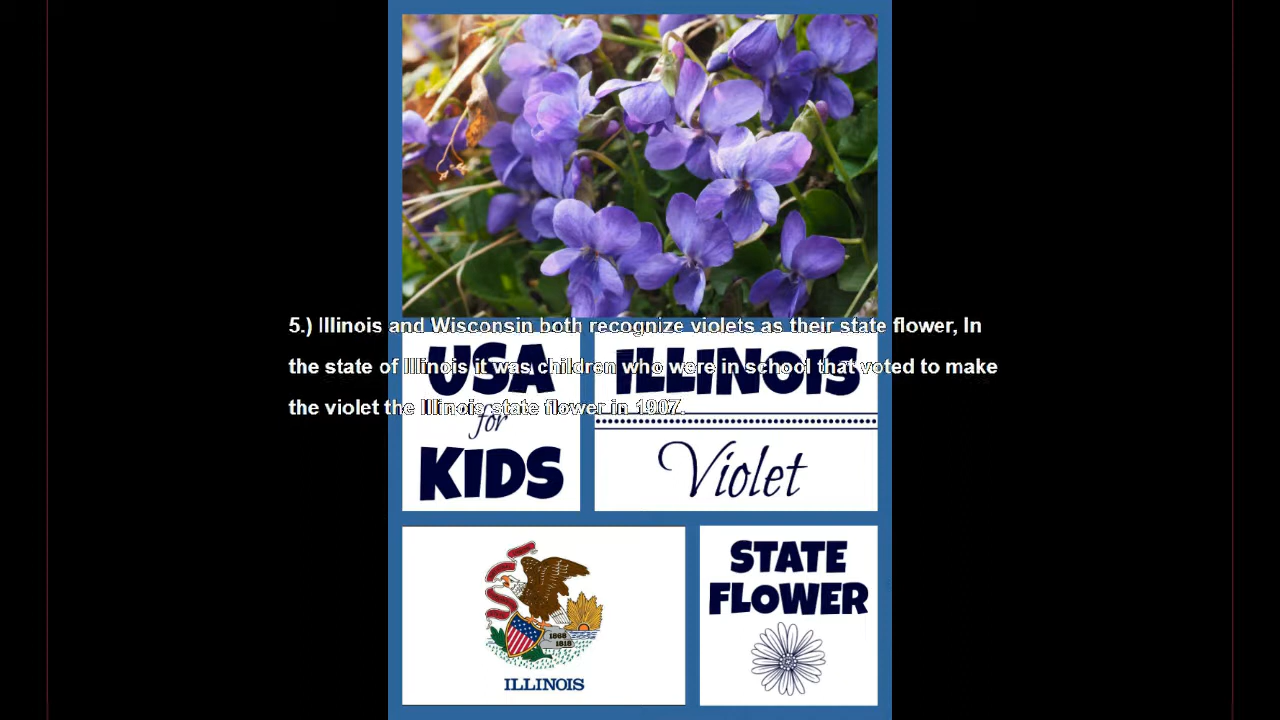 5.) Illinois and Wisconsin both recognize violets as their state flower, In
the state of Illinois it was children who were in school that voted to make
the violet the Illinois state flower in 1907.
USA
for
KIDS
ILLINOIS
Violet
1868
1818
ILLINOIS
STATE
FLOWER